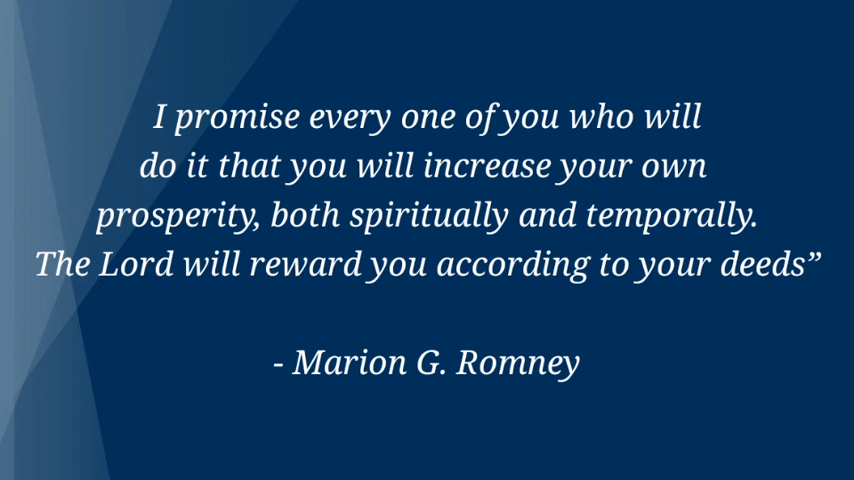 I promise every one of you who will
do it that you will increase your own
prosperity, both spiritually and temporally.
The Lord will reward you according to your deeds”
- Marion G. Romney